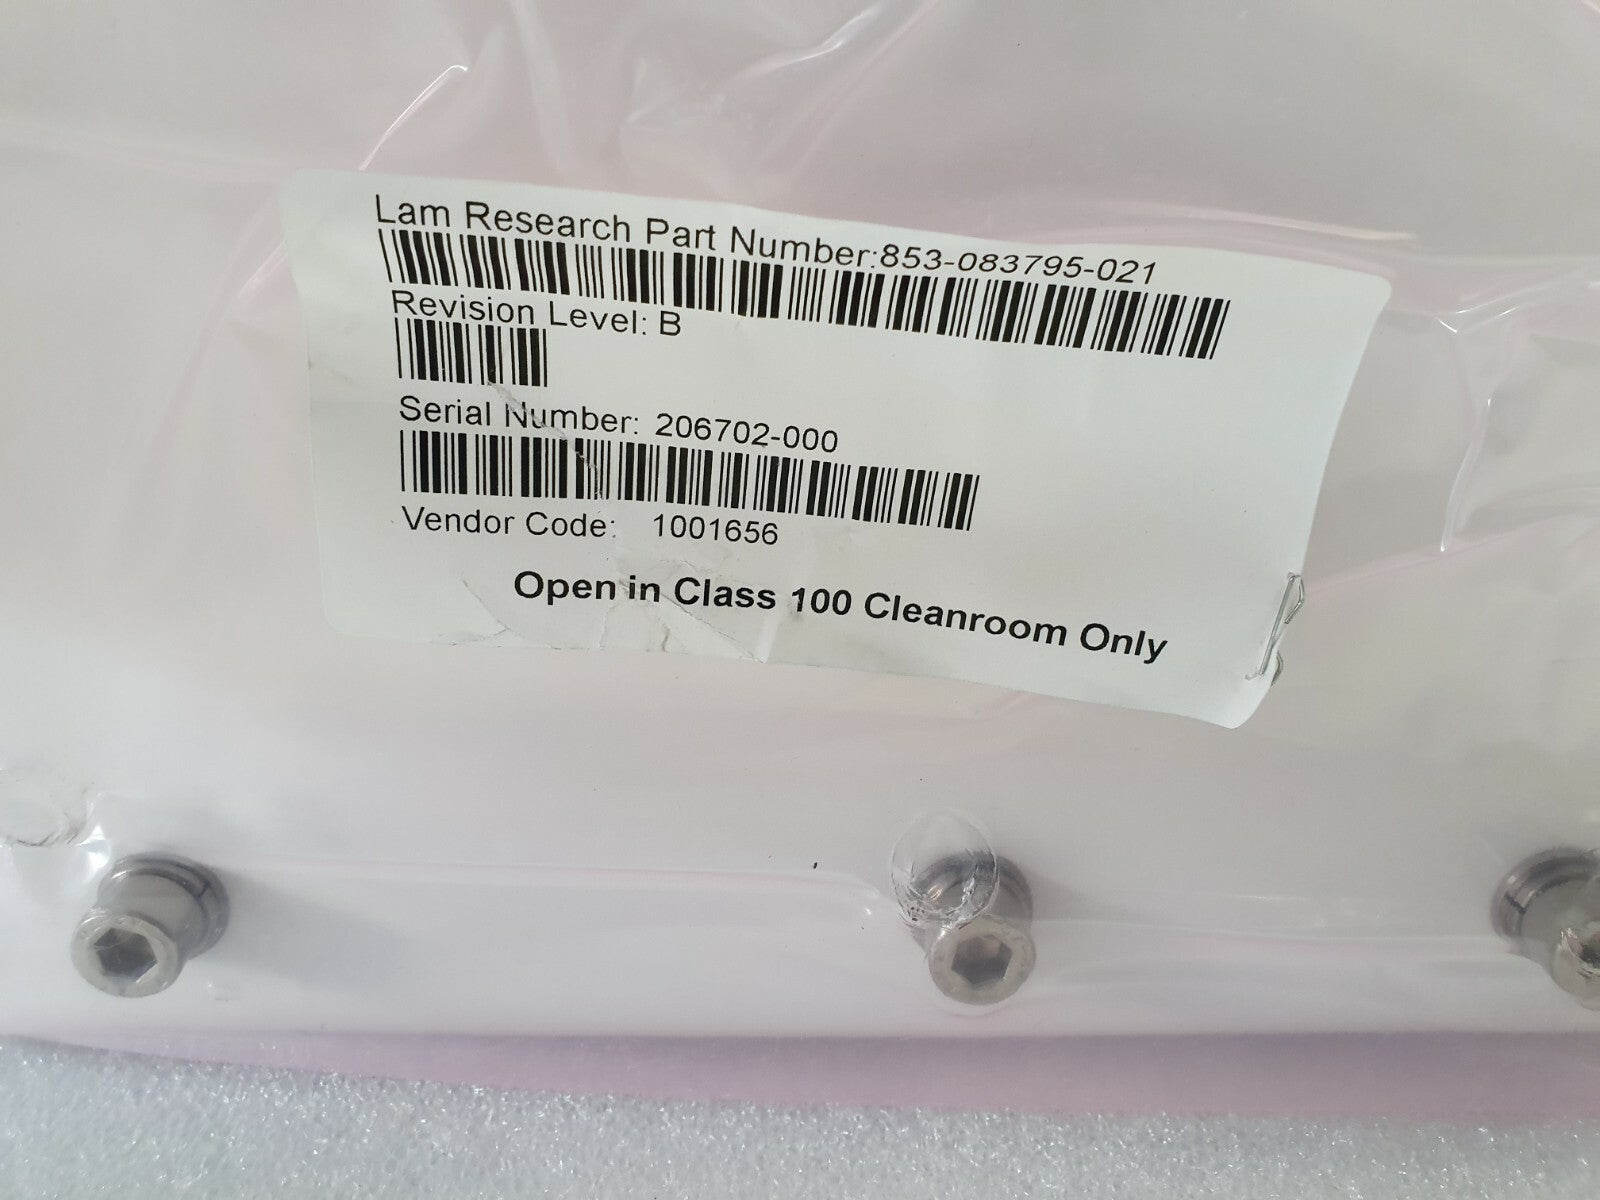 Lam Research Part Number:853-083795-021
Revision Level: B
Serial Number: 206702-000
Vendor Code: 1001656
Open in Class 100 Cleanroom Only